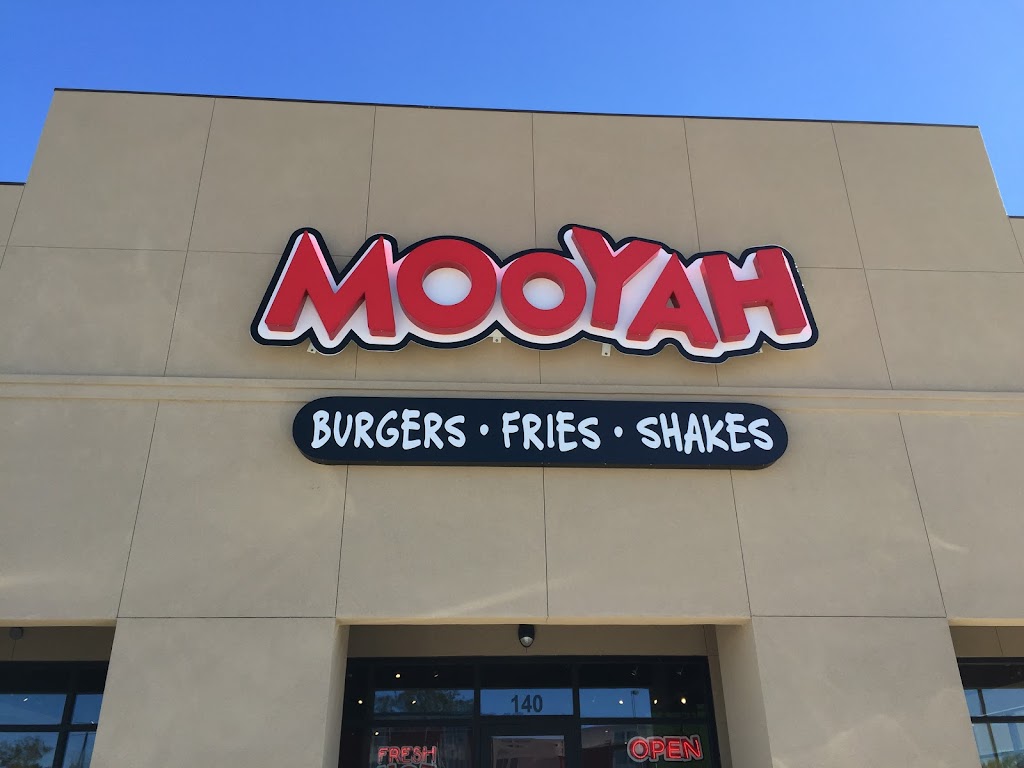 MOOYAH
BURGERS · FRIES · SHAKES
140
FRESH
OPEN